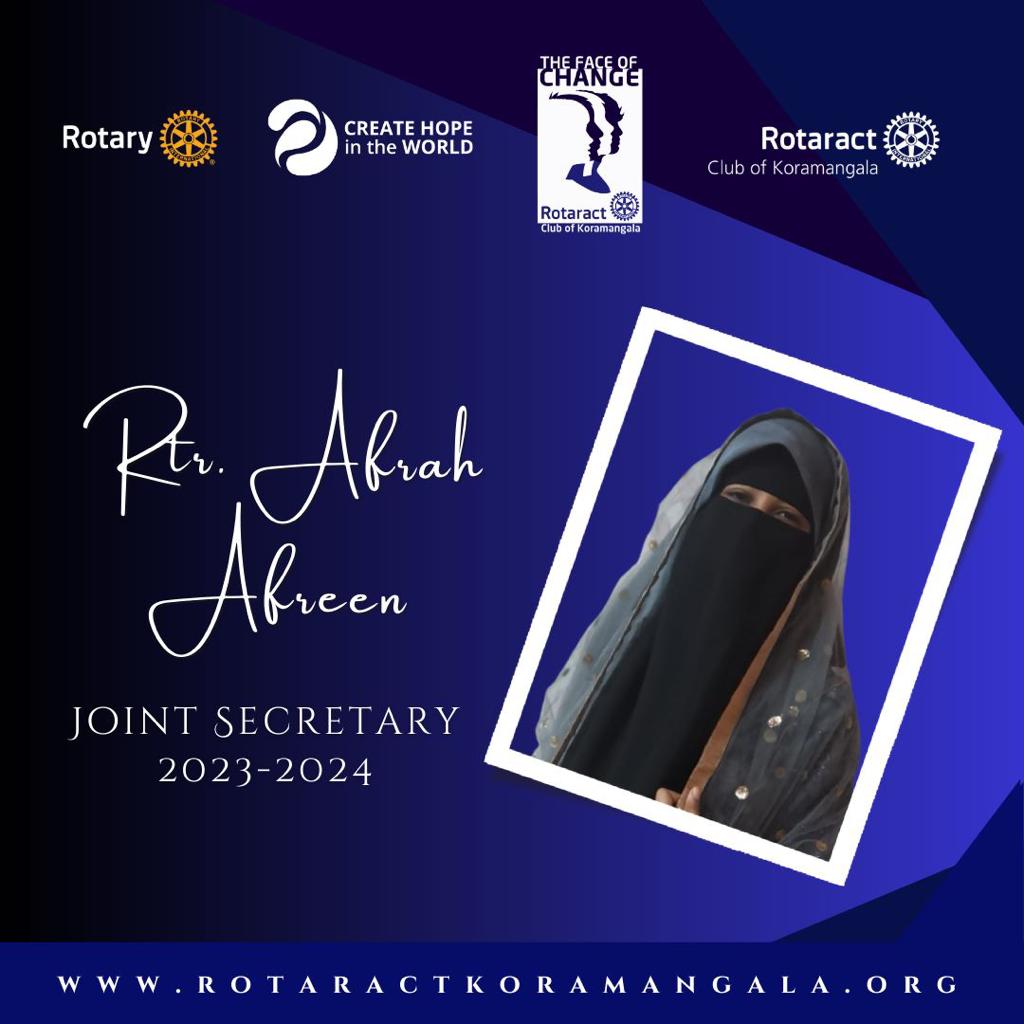 Rotary
CREATE HOPE
in the WORLD
THE FACE OF
CHANGE
Rotaract
Club of Koramangala
Rotaract
Club of Koramangala
Rtr. Afrah
Afreen
JOINT SECRETARY
2023-2024
WWW.ROTARACTKORAMANGALA.ORG